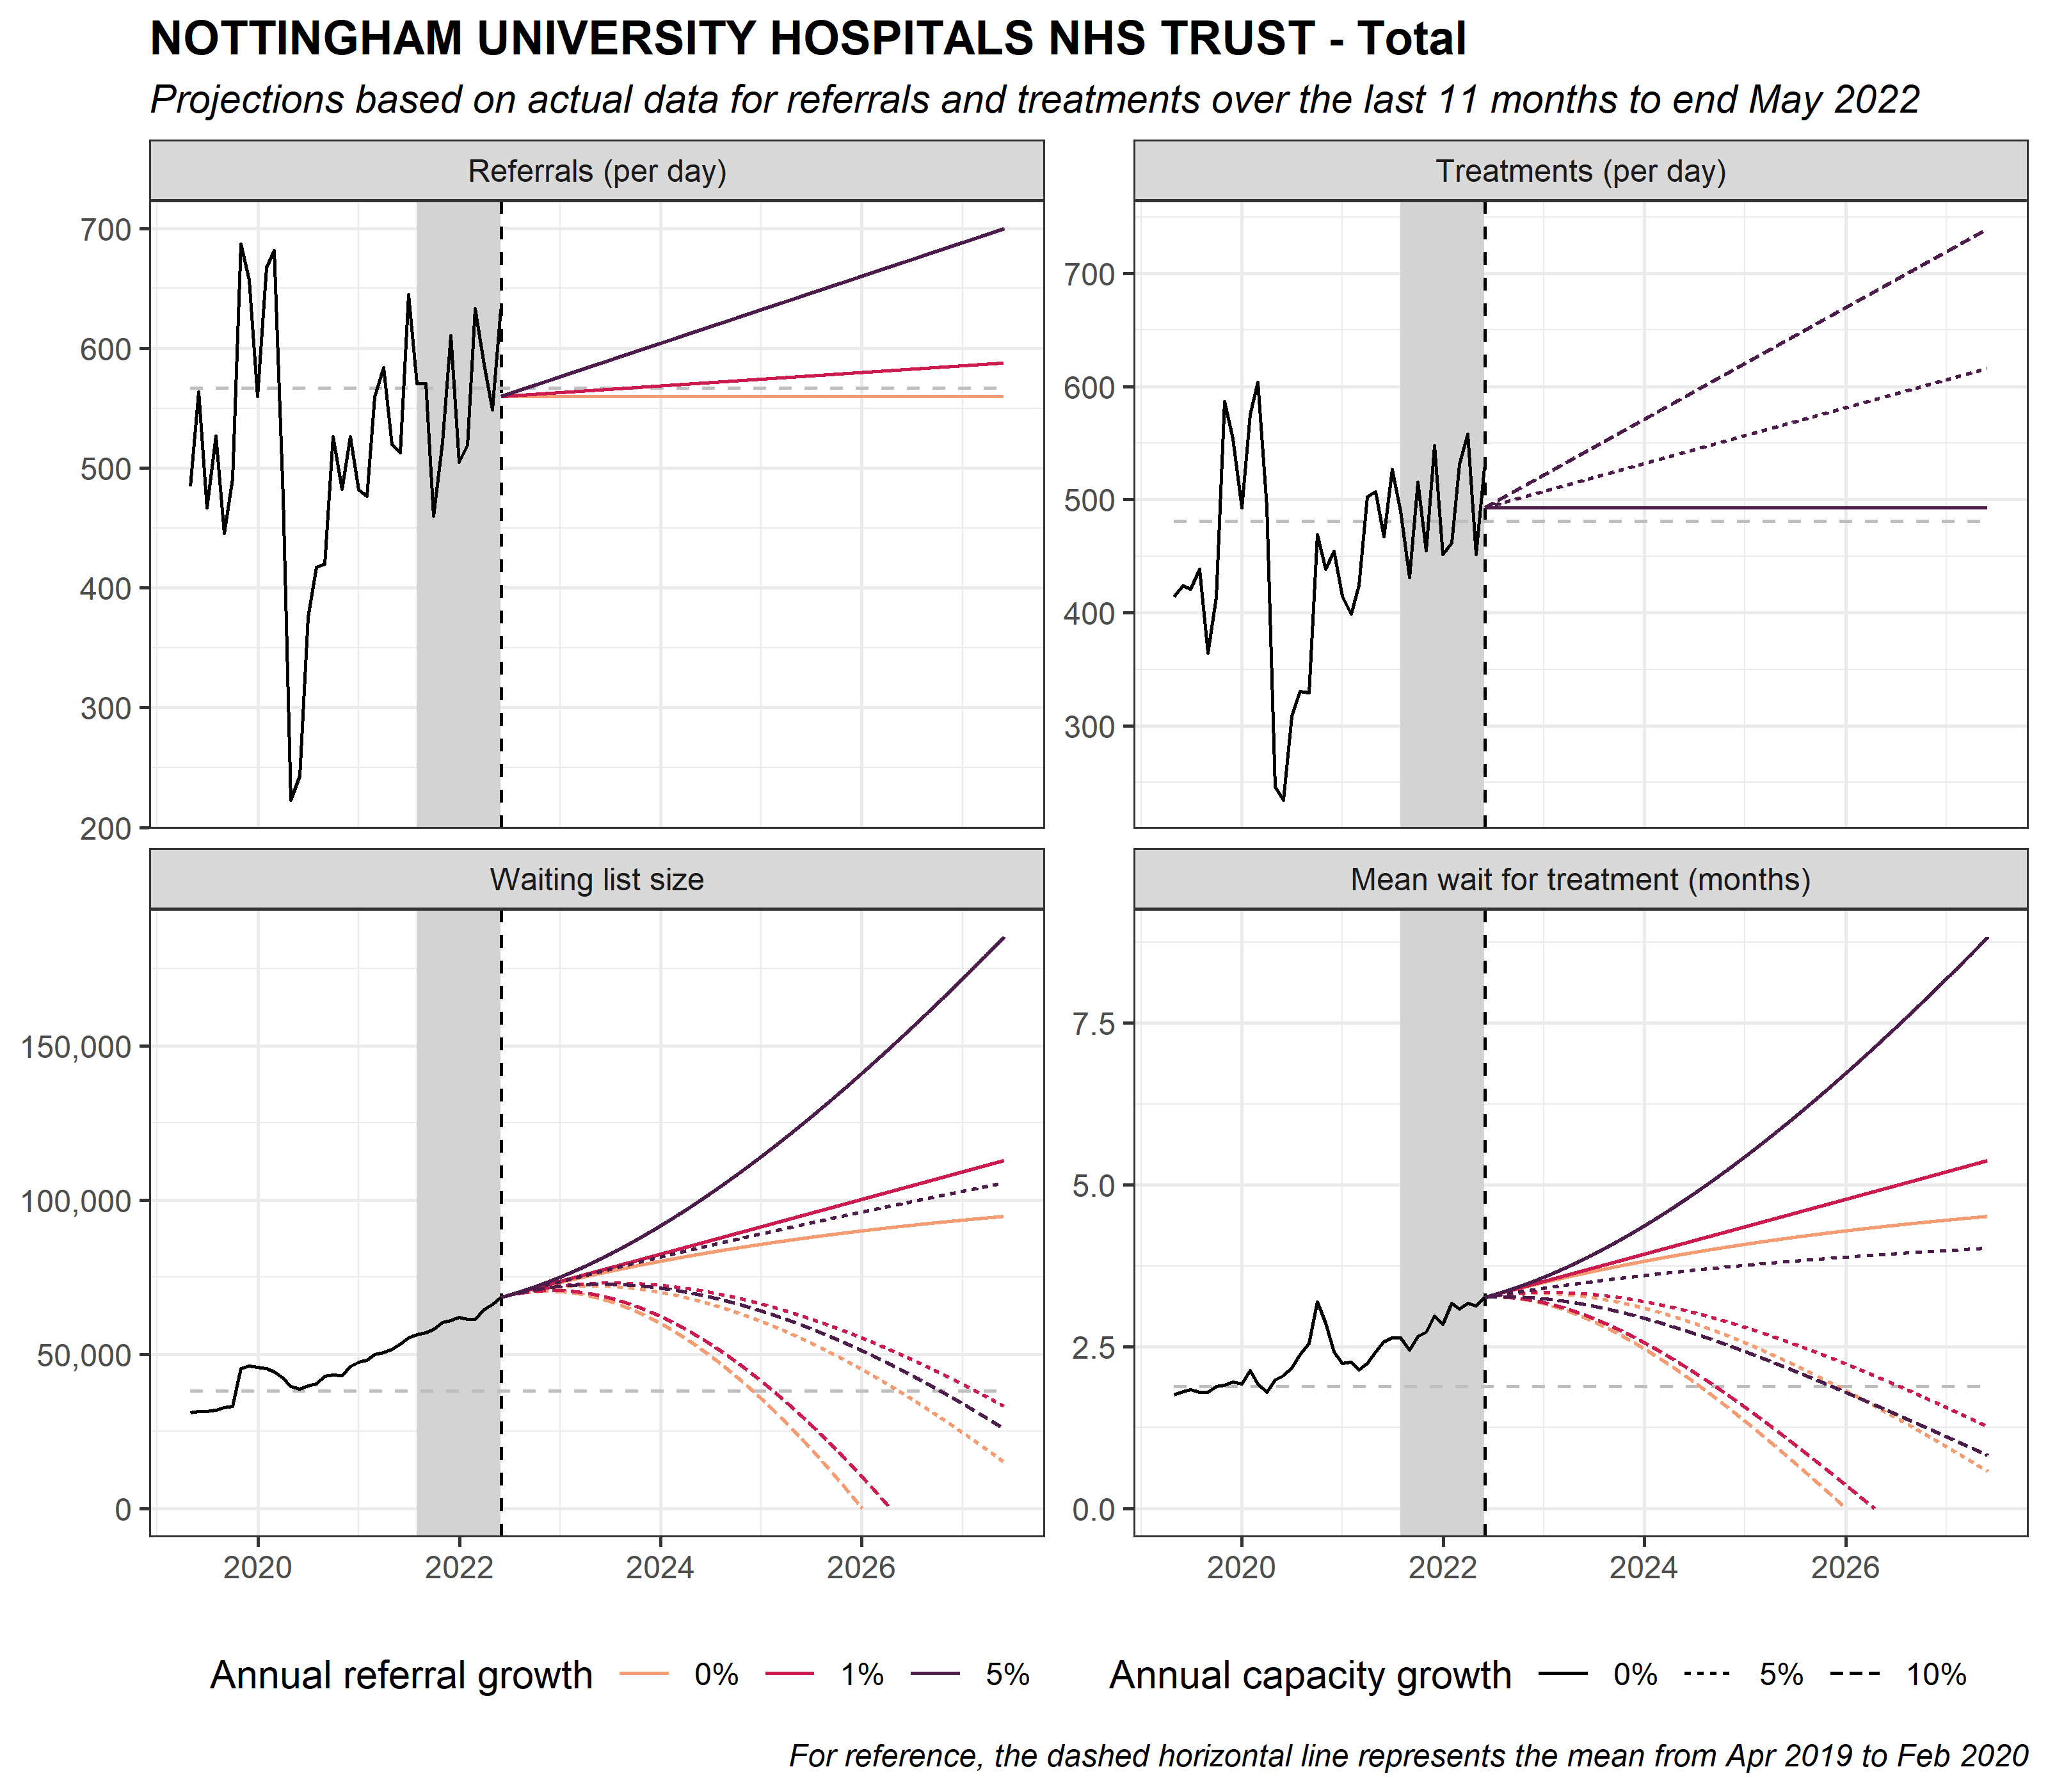 NOTTINGHAM UNIVERSITY HOSPITALS NHS TRUST - Total
Projections based on actual data for referrals and treatments over the last 11 months to end May 2022
Referrals (per day)
700
600
500
400
300
200
Treatments (per day)
700
600
500
400
300
Waiting list size
150,000
100,000
50,000
0
2020 2022 2024 2026
Mean wait for treatment (months)
7.5
5.0
2.5
0.0
2020 2022 2024 2026
Annual referral growth 0% 1% 5%
Annual capacity growth 0% 5% 10%
For reference, the dashed horizontal line represents the mean from Apr 2019 to Feb 2020